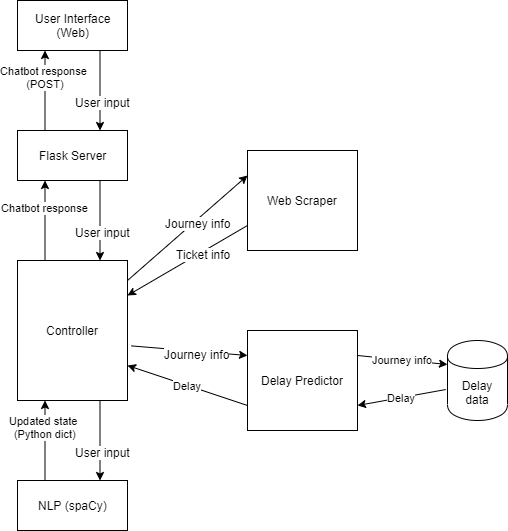 User Interface
(Web)
Chatbot response
(POST)
User input
Flask Server
Chatbot response
User input
Web Scraper
Journey info
Ticket info
Controller
Journey info
Delay
Delay Predictor
Journey info
Delay
Delay
data
Updated state
(Python dict)
User input
NLP (spaCy)